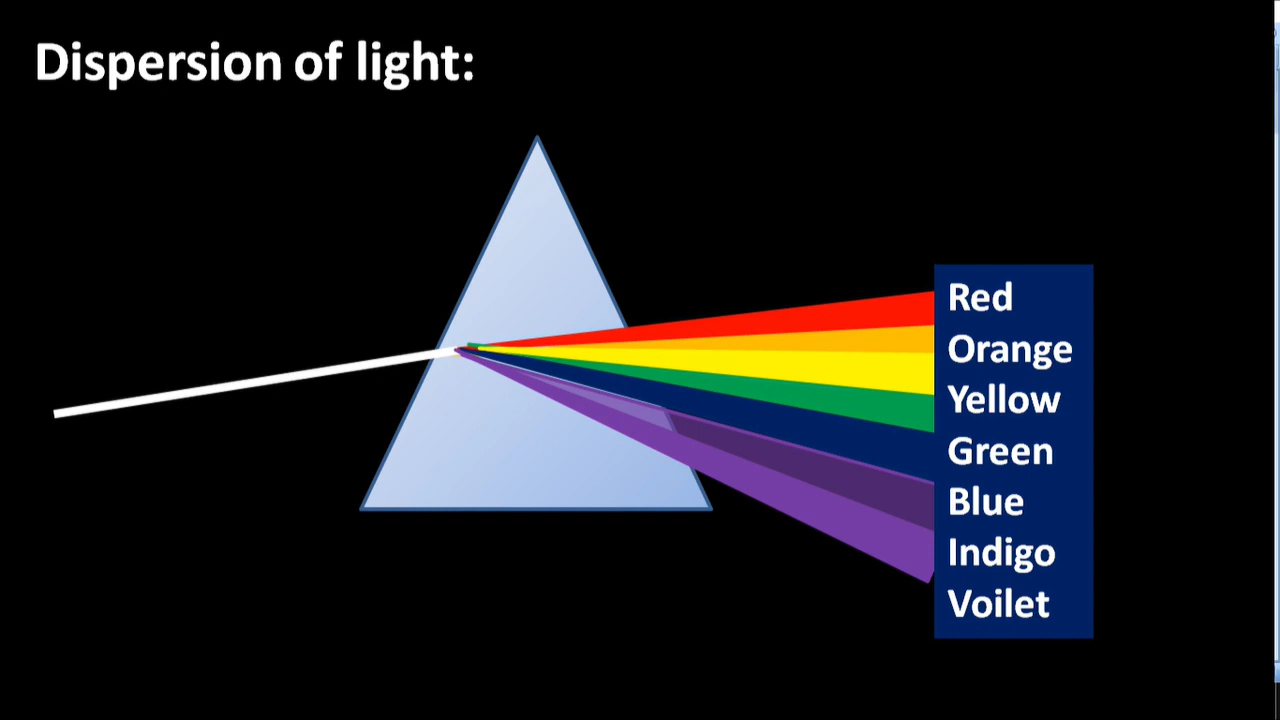 Dispersion of light:
Red
Orange
Yellow
Green
Blue
Indigo
Voilet